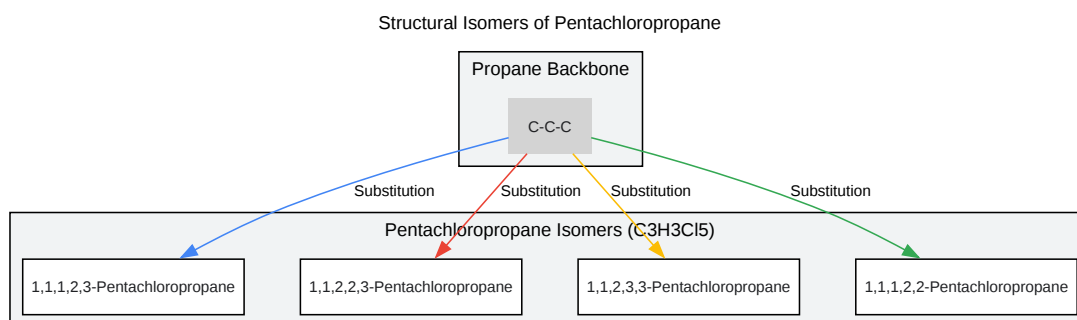 Structural Isomers of Pentachloropropane
Propane Backbone
C-C-C
Substitution
Substitution
Substitution
Substitution
Pentachloropropane Isomers (C3H3Cl5)
1,1,1,2,3-Pentachloropropane
1,1,2,2,3-Pentachloropropane
1,1,2,3,3-Pentachloropropane
1,1,1,2,2-Pentachloropropane